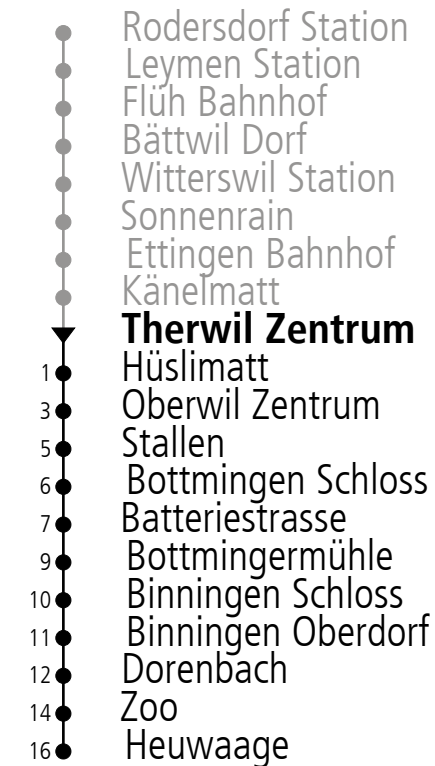 Rodersdorf Station
Leymen Station
Flüh Bahnhof
Bättwil Dorf
Witterswil Station
Sonnenrain
Ettingen Bahnhof
Känelmatt
Therwil Zentrum
1 Hüslimatt
3 Oberwil Zentrum
5 Stallen
6 Bottmingen Schloss
7 Batteriestrasse
9 Bottmingermühle
10 Binningen Schloss
11 Binningen Oberdorf
12 Dorenbach
14 Zoo
16 Heuwaage